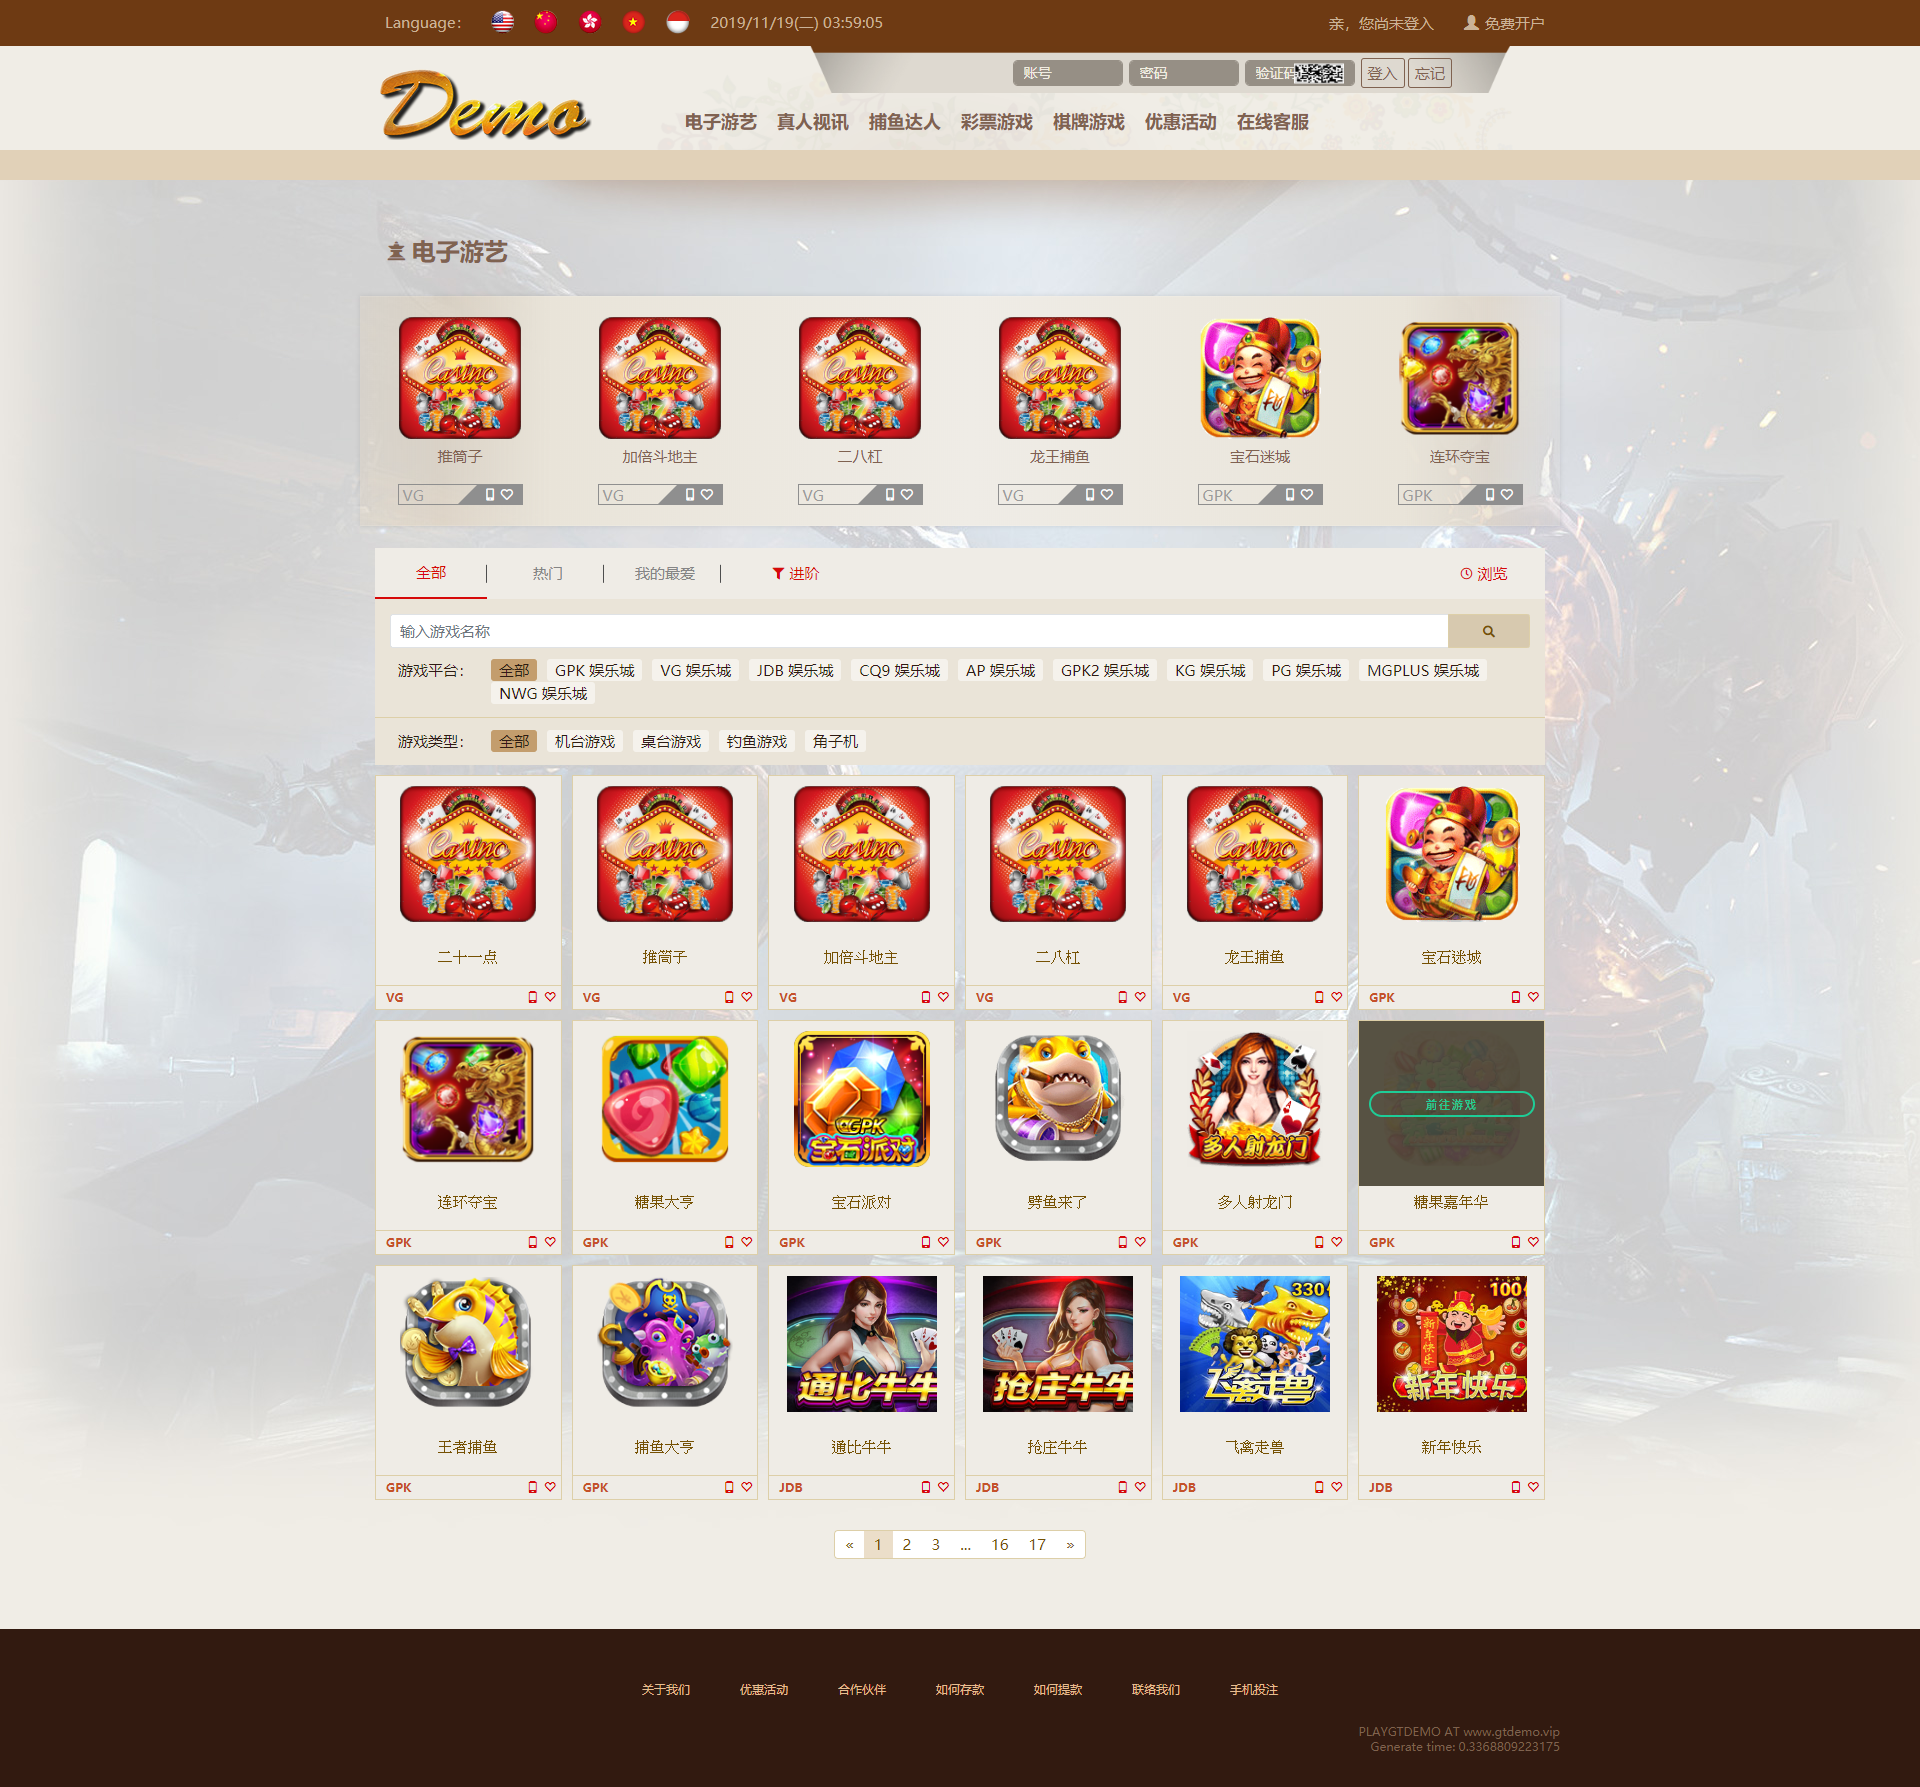 Language：
2019/11/19(二) 03:59:05
亲，您尚未登入
免费开户
账号
密码
验证码
登入
忘记
Demo
电子游艺 真人视讯 捕鱼达人 彩票游戏 棋牌游戏 优惠活动 在线客服
电子游艺
Casino Casino Casino Casino
推筒子 加倍斗地主 二八杠 龙王捕鱼 宝石迷城 连环夺宝
VG VG VG VG GPK GPK
全部 热门 我的最爱 进阶 浏览
输入游戏名称
游戏平台： 全部 GPK 娱乐城 VG 娱乐城 JDB 娱乐城 CQ9 娱乐城 AP 娱乐城 GPK2 娱乐城 KG 娱乐城 PG 娱乐城 MGPLUS 娱乐城
NWG 娱乐城
游戏类型： 全部 机台游戏 桌台游戏 钓鱼游戏 角子机
Casino Casino Casino Casino Casino
二十一点 推筒子 加倍斗地主 二八杠 龙王捕鱼 宝石迷城
VG VG VG VG VG GPK
GPK
宝石派对
多人射龙门
前往游戏
连环夺宝 糖果大亨 宝石派对 劈鱼来了 多人射龙门 糖果嘉年华
GPK GPK GPK GPK GPK GPK
通比牛牛
抢庄牛牛
330
飞禽走兽
100
新年快乐
新年快乐
王者捕鱼 捕鱼大亨 通比牛牛 抢庄牛牛 飞禽走兽 新年快乐
GPK GPK JDB JDB JDB JDB
« 1 2 3 ... 16 17 »
关于我们 优惠活动 合作伙伴 如何存款 如何提款 联络我们 手机投注
PLAYGTDEMO AT www.gtdemo.vip
Generate time: 0.3368809223175